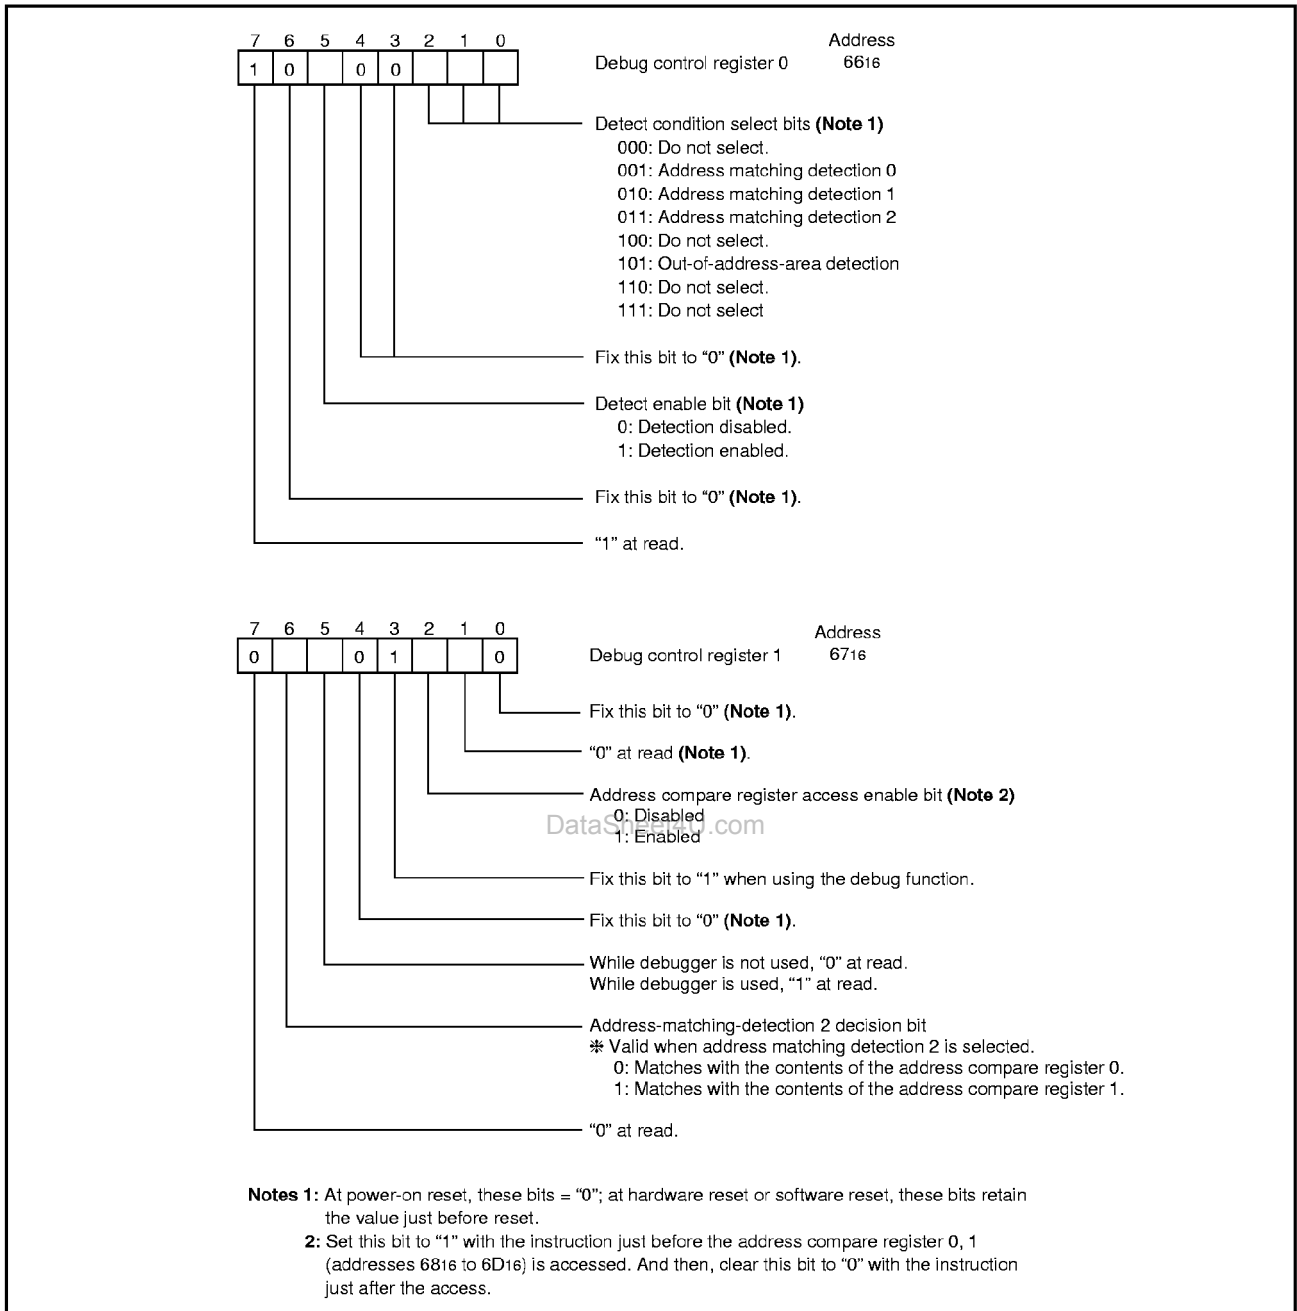 7 6 5 4 3 2 1 0
Address
1 0 0 0
Debug control register 0
6616
Detect condition select bits (Note 1)
000: Do not select.
001: Address matching detection 0
010: Address matching detection 1
011: Address matching detection 2
100: Do not select.
101: Out-of-address-area detection
110: Do not select.
111: Do not select
Fix this bit to “0” (Note 1).
Detect enable bit (Note 1)
0: Detection disabled.
1: Detection enabled.
Fix this bit to “0” (Note 1).
“1” at read.
7 6 5 4 3 2 1 0
Address
0 0 1 0
Debug control register 1
6716
Fix this bit to “0” (Note 1).
“0” at read (Note 1).
Address compare register access enable bit (Note 2)
0: Disabled
DataSheet4U.com
1: Enabled
Fix this bit to “1” when using the debug function.
Fix this bit to “0” (Note 1).
While debugger is not used, “0” at read.
While debugger is used, “1” at read.
Address-matching-detection 2 decision bit
❈ Valid when address matching detection 2 is selected.
0: Matches with the contents of the address compare register 0.
1: Matches with the contents of the address compare register 1.
“0” at read.
Notes 1: At power-on reset, these bits = “0”; at hardware reset or software reset, these bits retain
the value just before reset.
2: Set this bit to “1” with the instruction just before the address compare register 0, 1
(addresses 6816 to 6D16) is accessed. And then, clear this bit to “0” with the instruction
just after the access.